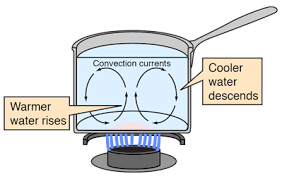 Convection currents
Cooler
water
descends
Warmer
water rises